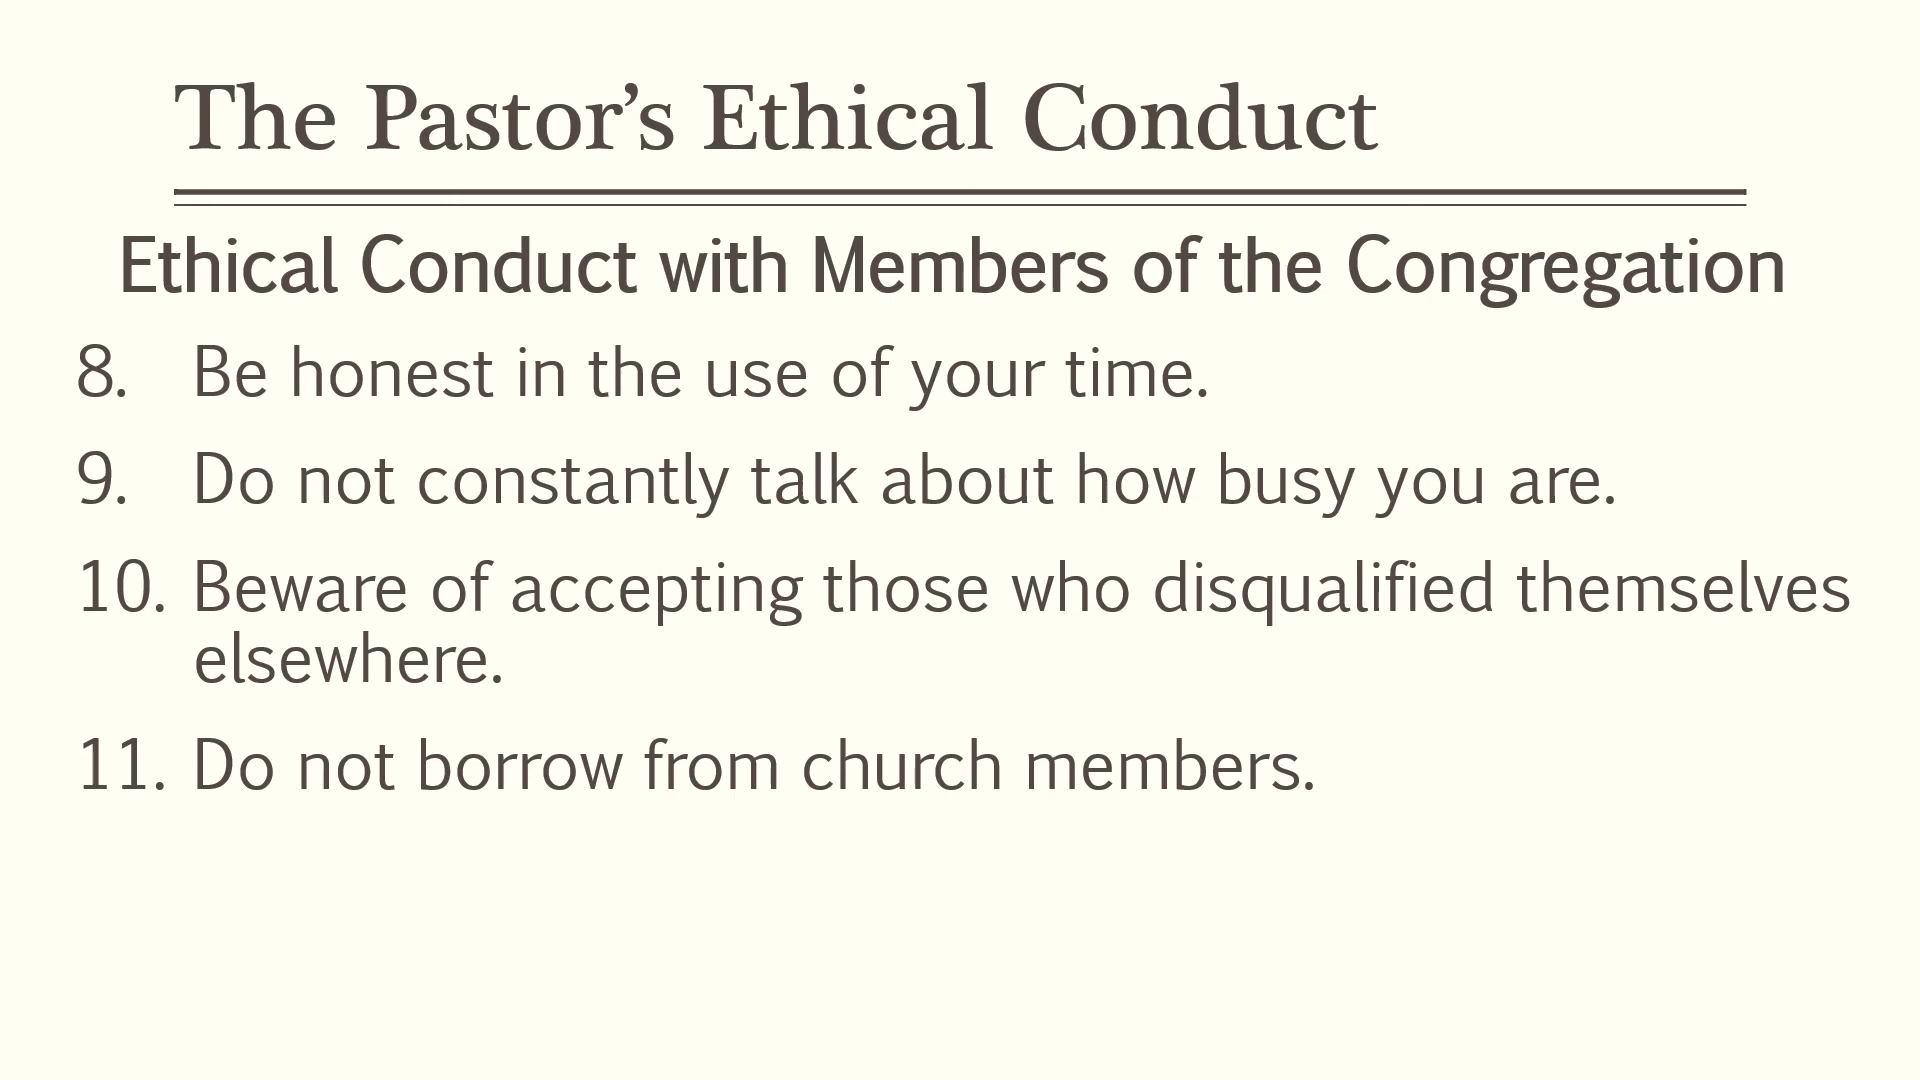 The Pastor’s Ethical Conduct
Ethical Conduct with Members of the Congregation
8. Be honest in the use of your time.
9. Do not constantly talk about how busy you are.
10. Beware of accepting those who disqualified themselves
elsewhere.
11. Do not borrow from church members.